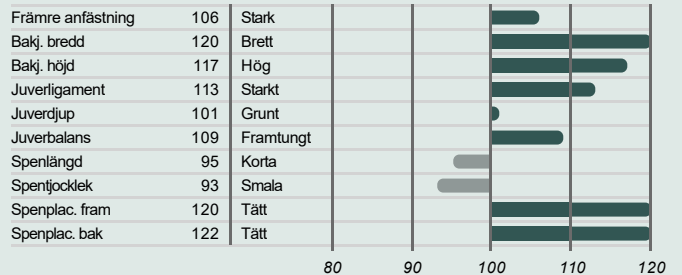 Främre anfästning 106 Stark
Bakj. bredd 120 Brett
Bakj. höjd 117 Hög
Juverligament 113 Starkt
Juverdjup 101 Grunt
Juverbalans 109 Framtungt
Spenlängd 95 Korta
Spentjocklek 93 Smala
Spenplac. fram 120 Tätt
Spenplac. bak 122 Tätt
80 90 100 110 120